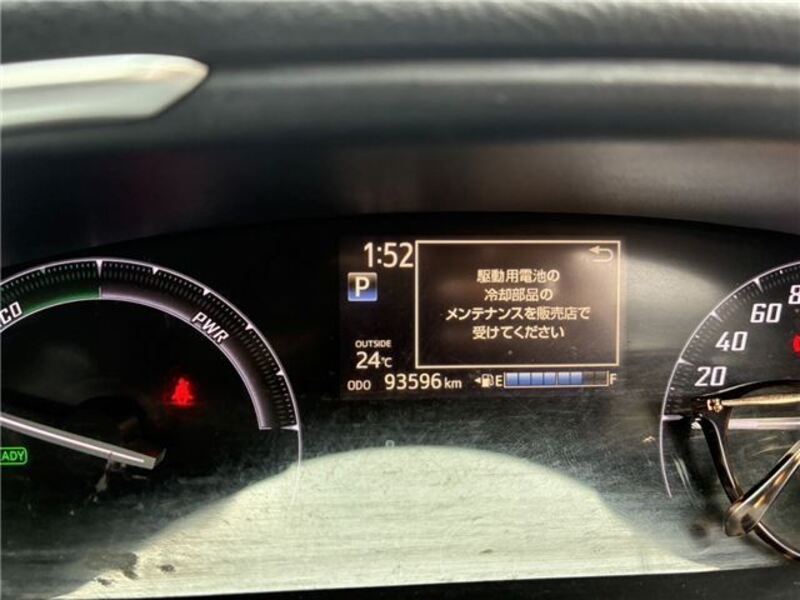 1:52
P
駆動用電池の
冷却部品の
メンテナンスを販売店で
受けてください
OUTSIDE
24℃
ODO 93596 km
E F
PWR
20
40
60